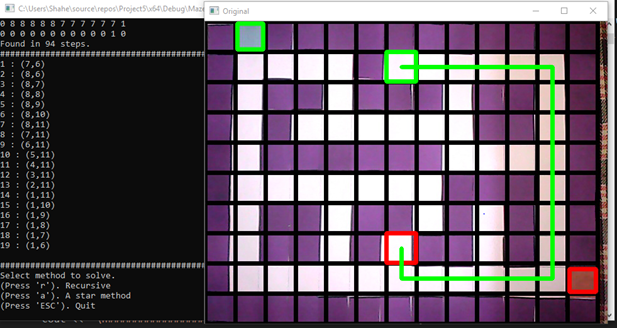 C:\Users\Shahe\source\repos\Project5\x64\Debug\Maz
Original
0 8 8 8 8 8 7 7 7 7 7 7 1
0 0 0 0 0 0 0 0 0 0 0 1 0
Found in 94 steps.
1 : (7,6)
2 : (8,6)
3 : (8,7)
4 : (8,8)
5 : (8,9)
6 : (8,10)
7 : (8,11)
8 : (7,11)
9 : (6,11)
10 : (5,11)
11 : (4,11)
12 : (3,11)
13 : (2,11)
14 : (1,11)
15 : (1,10)
16 : (1,9)
17 : (1,8)
18 : (1,7)
19 : (1,6)
Select method to solve.
(Press 'r'). Recursive
(Press 'a'). A star method
(Press 'ESC'). Quit